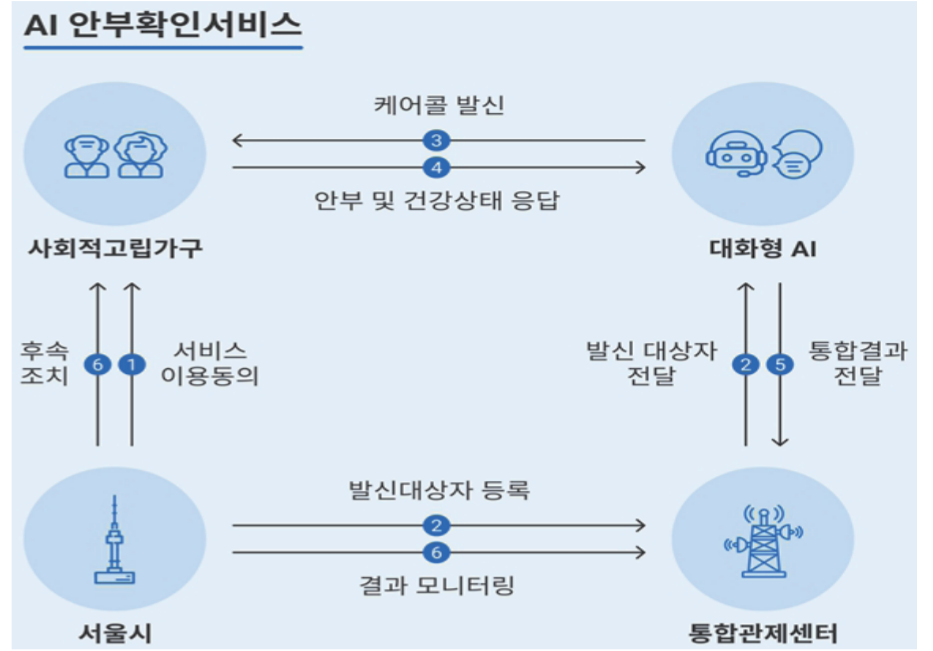 AI 안부확인서비스
케어콜 발신
3
4
안부 및 건강상태 응답
사회적고립가구
대화형 AI
후속
조치
6
1
서비스
이용동의
발신 대상자
전달
2
5
통합결과
전달
발신대상자 등록
2
6
결과 모니터링
서울시
통합관제센터